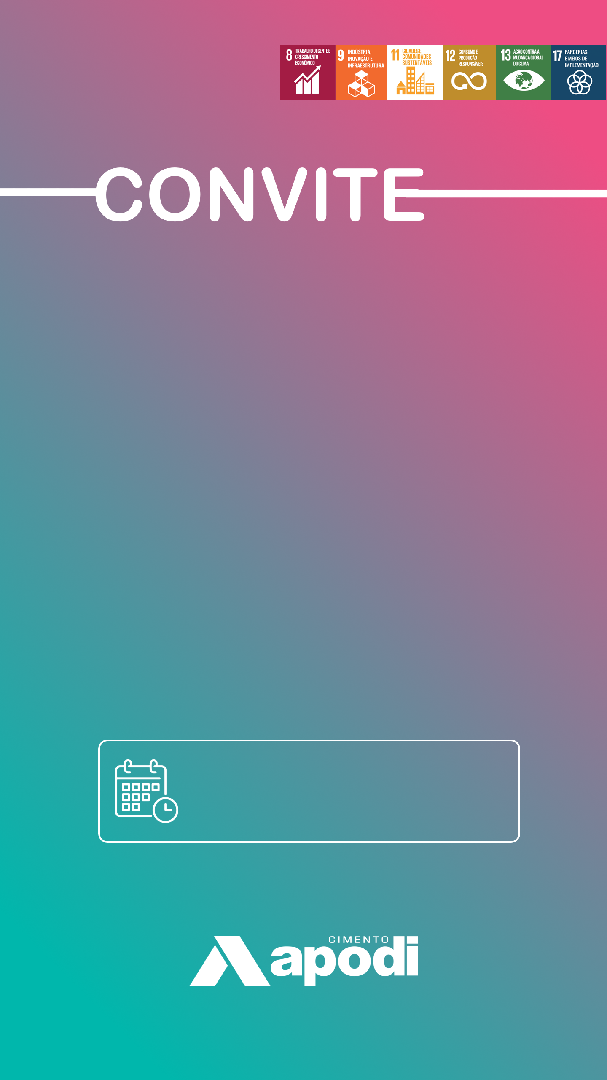 8 TRABALHO DECENTE E
CRESCIMENTO
ECONÔMICO
9 INDÚSTRIA,
INOVAÇÃO E
INFRAESTRUTURA
11 CIDADES E
COMUNIDADES
SUSTENTÁVEIS
12 CONSUMO E
PRODUÇÃO
RESPONSÁVEIS
13 AÇÃO CONTRA A
MUDANÇA GLOBAL
DO CLIMA
17 PARCERIAS
E MEIOS DE
IMPLEMENTAÇÃO
CONVITE
CIMENTO
apodi